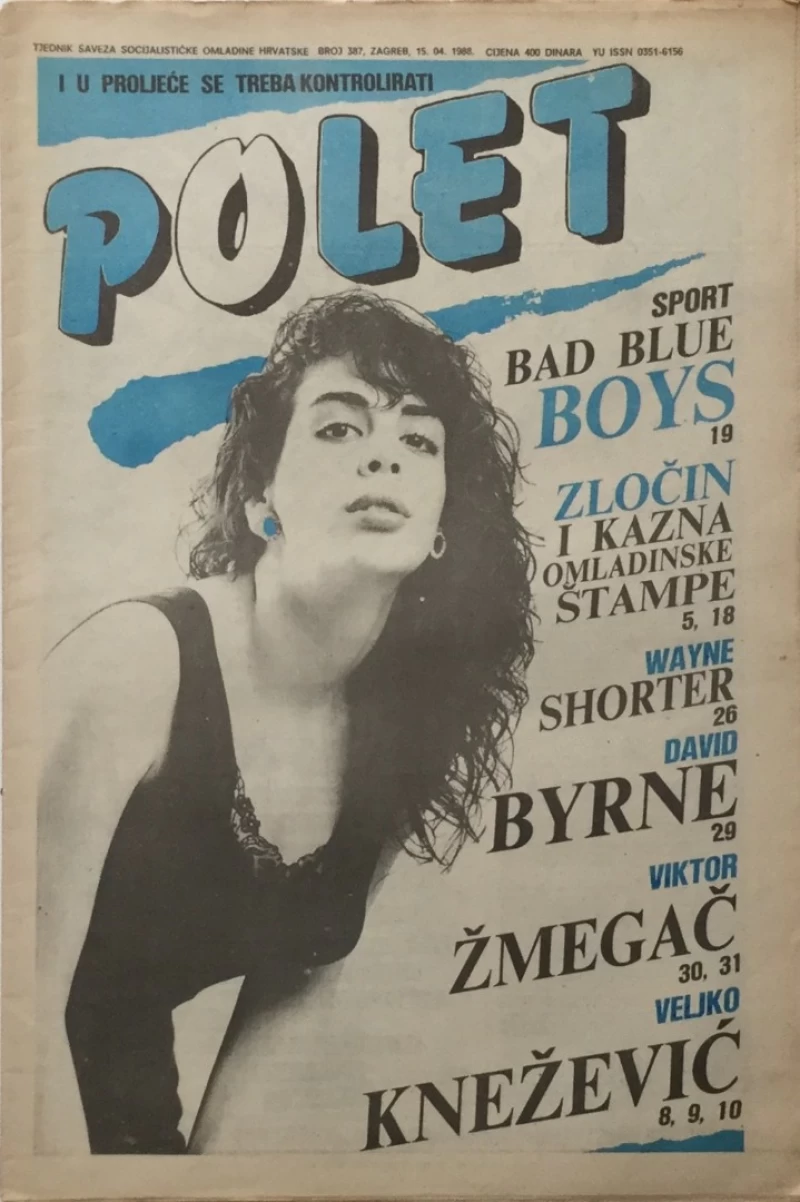 TJEDNIK SAVEZA SOCIJALISTIČKE OMLADINE HRVATSKE BROJ 387, ZAGREB, 15. 04. 1988. CIJENA 400 DINARA YU ISSN 0351-6156
I U PROLJEĆE SE TREBA KONTROLIRATI
POLET
SPORT
BAD BLUE
BOYS
19
ZLOČIN
I KAZNA
OMLADINSKE
ŠTAMPE
5, 18
WAYNE
SHORTER
26
DAVID
BYRNE
29
VIKTOR
ŽMEGAČ
30, 31
VELJKO
KNEŽEVIĆ
8, 9, 10